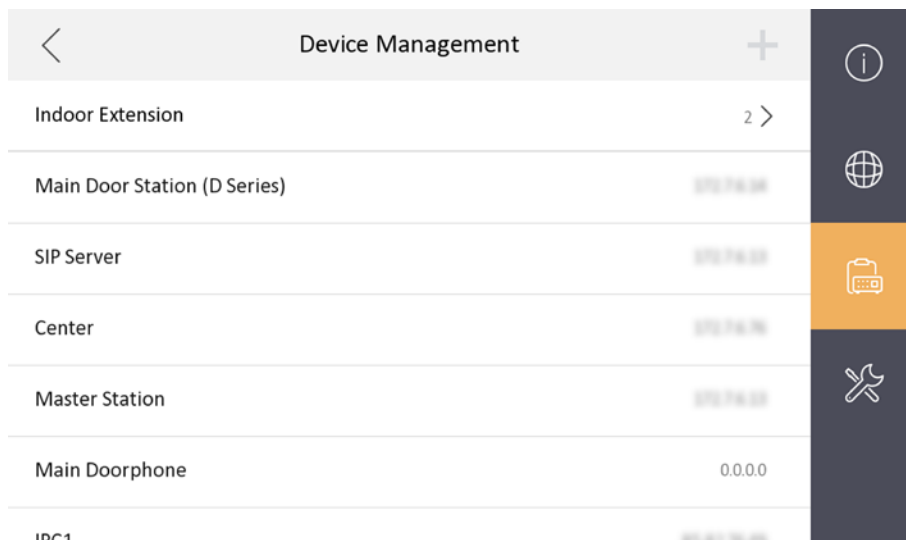 Device Management
Indoor Extension 2
Main Door Station (D Series)
SIP Server
Center
Master Station
Main Doorphone 0.0.0.0
IPC1